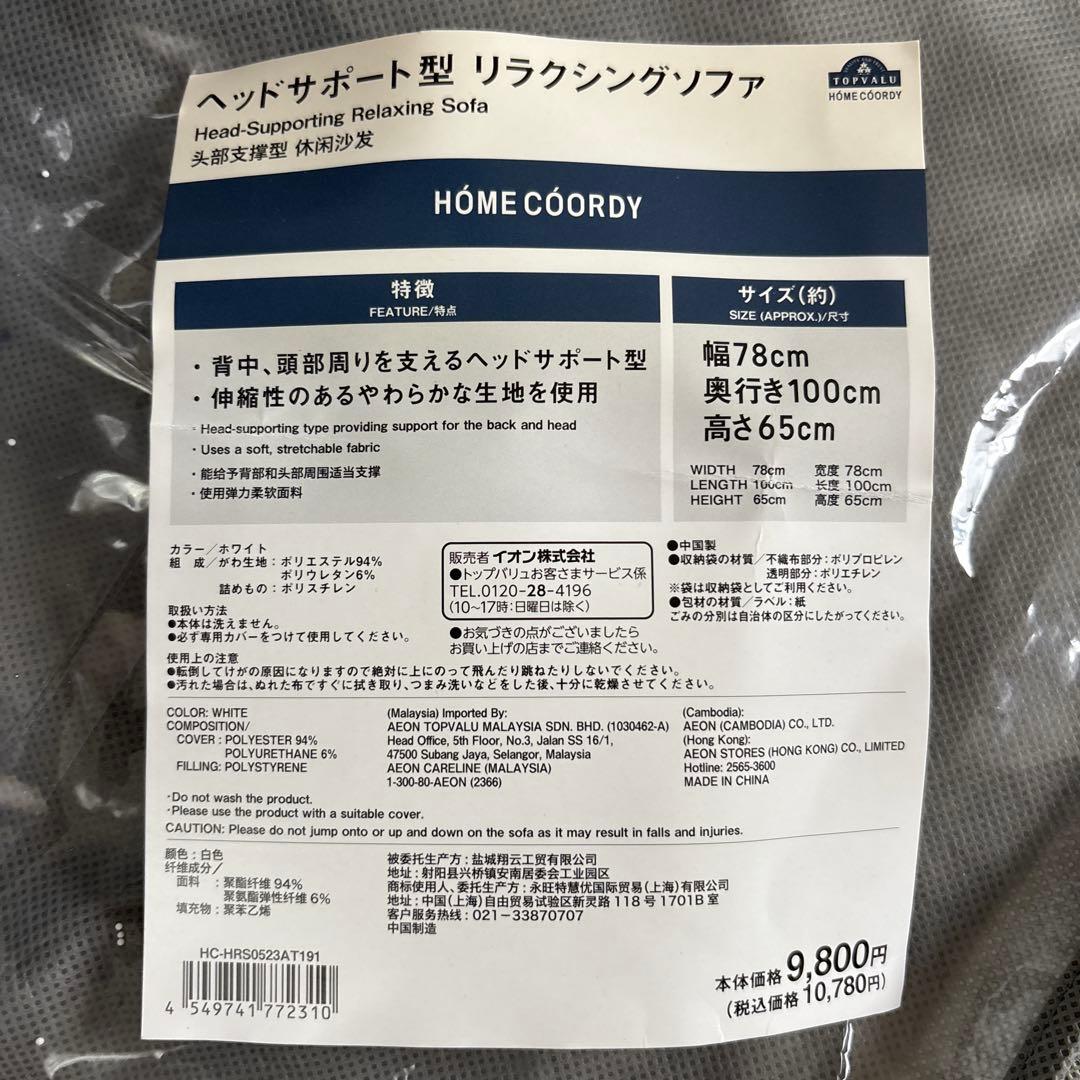 ヘッドサポート型 リラクシングソファ
Head-Supporting Relaxing Sofa
头部支撑型 休闲沙发
TOPVALU
HÓME CÓORDY
HÓME CÓORDY
特徴
FEATURE/特点
・背中、頭部周りを支えるヘッドサポート型
・伸縮性のあるやわらかな生地を使用
・Head-supporting type providing support for the back and head
・Uses a soft, stretchable fabric
・能给予背部和头部周围适当支撑
・使用弹力柔软面料
サイズ(約)
SIZE (APPROX.)/尺寸
幅78cm
奥行き100cm
高さ65cm
WIDTH 78cm 宽度 78cm
LENGTH 100cm 长度 100cm
HEIGHT 65cm 高度 65cm
カラー／ホワイト
組 成／がわ生地：ポリエステル94%
ポリウレタン6%
詰めもの：ポリスチレン
取扱い方法
●本体は洗えません。
●必ず専用カバーをつけて使用してください。
使用上の注意
●転倒してけがの原因になりますので絶対に上にのって飛んだり跳ねたりしないでください。
●汚れた場合は、ぬれた布ですぐに拭き取り、つまみ洗いなどをした後、十分に乾燥させてください。
販売者 イオン株式会社
●トップバリュお客さまサービス係
TEL.0120-28-4196
(10～17時：日曜日は除く)
●お気づきの点がございましたら
お買い上げの店までご連絡ください。
●中国製
●収納袋の材質／不織布部分：ポリプロピレン
透明部分：ポリエチレン
※袋は収納袋としてご利用ください。
●包材の材質／ラベル：紙
ごみの分別は自治体の区分にしたがってください。
COLOR: WHITE
COMPOSITION/
COVER : POLYESTER 94%
POLYURETHANE 6%
FILLING: POLYSTYRENE
(Malaysia) Imported By:
AEON TOPVALU MALAYSIA SDN. BHD. (1030462-A)
Head Office, 5th Floor, No.3, Jalan SS 16/1,
47500 Subang Jaya, Selangor, Malaysia
AEON CARELINE (MALAYSIA)
1-300-80-AEON (2366)
(Cambodia):
AEON (CAMBODIA) CO., LTD.
(Hong Kong):
AEON STORES (HONG KONG) CO., LIMITED
Hotline: 2565-3600
MADE IN CHINA
・Do not wash the product.
・Please use the product with a suitable cover.
CAUTION: Please do not jump onto or up and down on the sofa as it may result in falls and injuries.
颜色：白色
纤维成分／
面料 ：聚酯纤维 94%
聚氨酯弹性纤维 6%
填充物：聚苯乙烯
被委托生产方：盐城翔云工贸有限公司
地址：射阳县兴桥镇安南居委会工业园区
商标使用人、委托生产方：永旺特慧优国际贸易(上海)有限公司
地址：中国(上海)自由贸易试验区新灵路 118 号 1701B 室
客户服务热线：021-33870707
中国制造
HC-HRS0523AT191
4 549741 772310
本体価格 9,800円
(税込価格 10,780円)